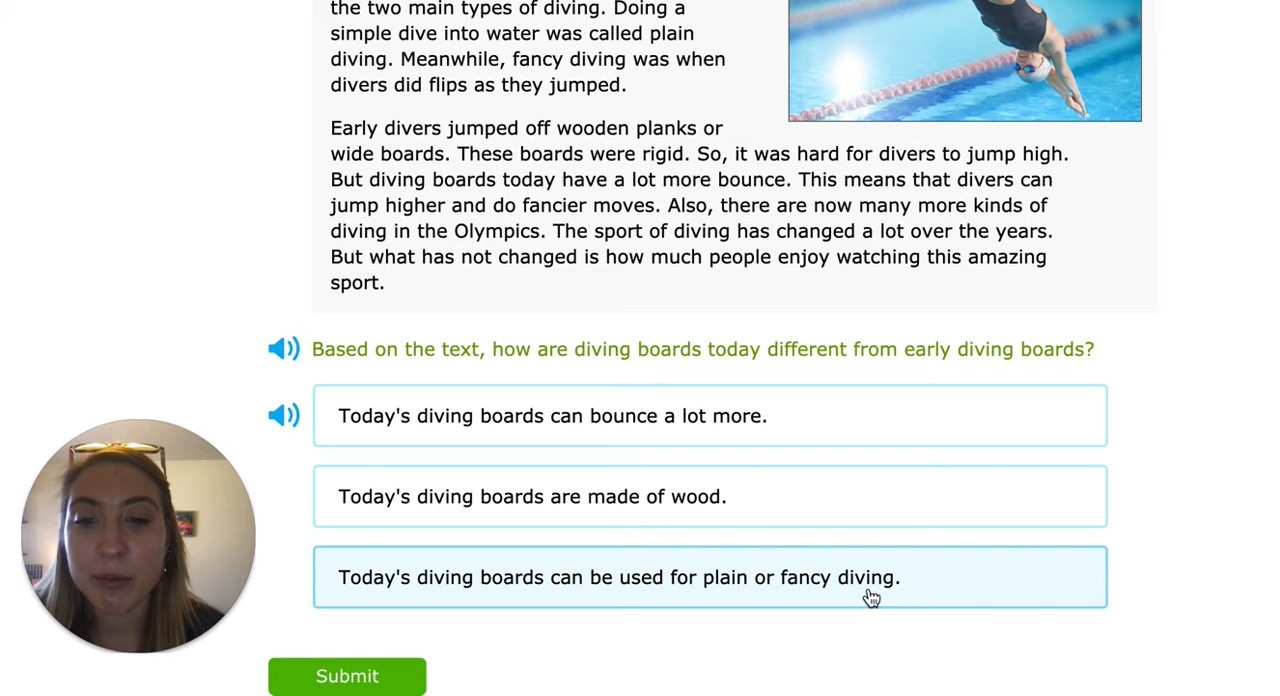 the two main types of diving. Doing a
simple dive into water was called plain
diving. Meanwhile, fancy diving was when
divers did flips as they jumped.
Early divers jumped off wooden planks or
wide boards. These boards were rigid. So, it was hard for divers to jump high.
But diving boards today have a lot more bounce. This means that divers can
jump higher and do fancier moves. Also, there are now many more kinds of
diving in the Olympics. The sport of diving has changed a lot over the years.
But what has not changed is how much people enjoy watching this amazing
sport.
Based on the text, how are diving boards today different from early diving boards?
Today's diving boards can bounce a lot more.
Today's diving boards are made of wood.
Today's diving boards can be used for plain or fancy diving.
Submit